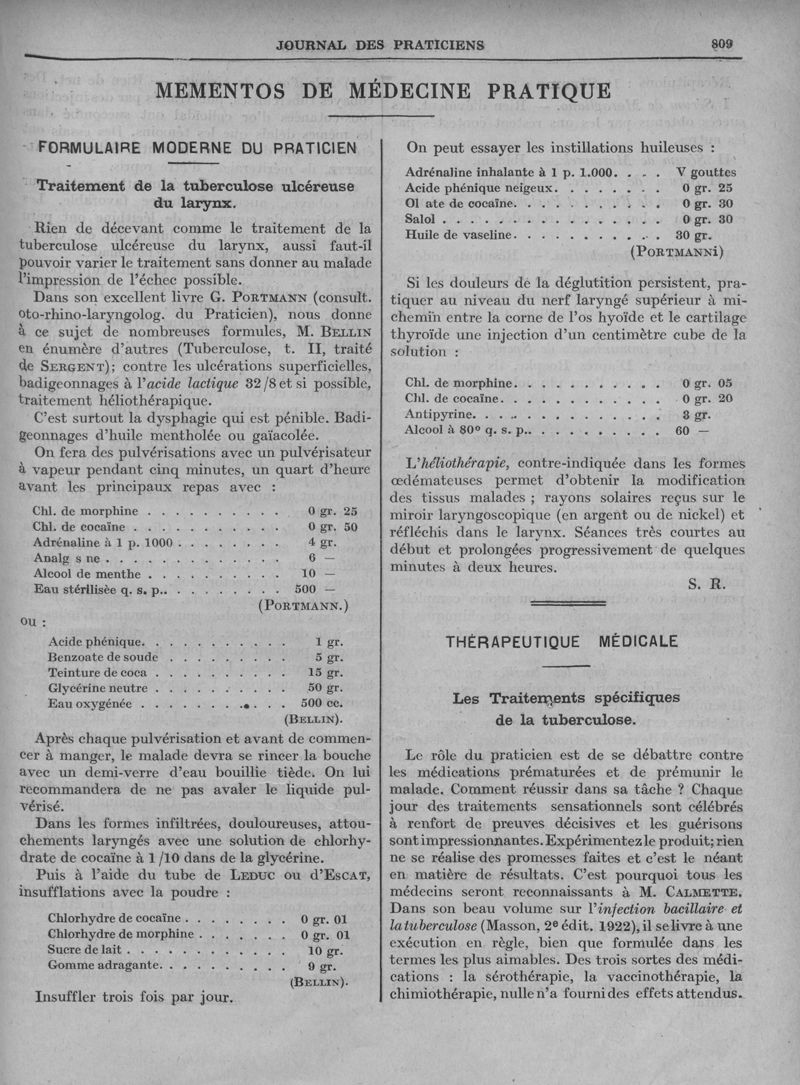 JOURNAL DES PRATICIENS 809
MEMENTOS DE MÉDECINE PRATIQUE
FORMULAIRE MODERNE DU PRATICIEN
Traitement de la tuberculose ulcéreuse
du larynx.
Rien de décevant comme le traitement de la
tuberculose ulcéreuse du larynx, aussi faut-il
pouvoir varier le traitement sans donner au malade
l'impression de l'échec possible.
Dans son excellent livre G. PORTMANN (consult.
oto-rhino-laryngolog. du Praticien), nous donne
à ce sujet de nombreuses formules, M. BELLIN
en énumère d'autres (Tuberculose, t. II, traité
de SERGENT); contre les ulcérations superficielles,
badigeonnages à l'acide lactique 32/8 et si possible,
traitement héliothérapique.
C'est surtout la dysphagie qui est pénible. Badi-
geonnages d'huile mentholée ou gaïacolée.
On fera des pulvérisations avec un pulvérisateur
à vapeur pendant cinq minutes, un quart d'heure
avant les principaux repas avec :
Chl. de morphine . . . . . . . . . . 0 gr. 25
Chl. de cocaïne . . . . . . . . . . . 0 gr. 50
Adrénaline à 1 p. 1000 . . . . . . . . 4 gr.
Analg s ne . . . . . . . . . . . . . 6 —
Alcool de menthe . . . . . . . . . . 10 —
Eau stérilisèe q. s. p.. . . . . . . . . 500 —
(PORTMANN.)
ou :
Acide phénique. . . . . . . . . . . 1 gr.
Benzoate de soude . . . . . . . . . 5 gr.
Teinture de coca . . . . . . . . . . 15 gr.
Glycérine neutre . . . . . . . . . . 50 gr.
Eau oxygénée . . . . . . . . . . . 500 cc.
(BELLIN).
Après chaque pulvérisation et avant de commen-
cer à manger, le malade devra se rincer la bouche
avec un demi-verre d'eau bouillie tiède. On lui
recommandera de ne pas avaler le liquide pul-
vérisé.
Dans les formes infiltrées, douloureuses, attou-
chements laryngés avec une solution de chlorhy-
drate de cocaïne à 1/10 dans de la glycérine.
Puis à l'aide du tube de LEDUC ou d'ESCAT,
insufflations avec la poudre :
Chlorhydre de cocaïne . . . . . . . . 0 gr. 01
Chlorhydre de morphine . . . . . . . 0 gr. 01
Sucre de lait . . . . . . . . . . . . 10 gr.
Gomme adragante. . . . . . . . . . 9 gr.
(BELLIN).
Insuffler trois fois par jour.
On peut essayer les instillations huileuses :
Adrénaline inhalante à 1 p. 1.000. . . . V gouttes
Acide phénique neigeux. . . . . . . . 0 gr. 25
Ol ate de cocaïne. . . . . . . . . . . 0 gr. 30
Salol . . . . . . . . . . . . . . . . 0 gr. 30
Huile de vaseline. . . . . . . . . . . 30 gr.
(PORTMANNi)
Si les douleurs de la déglutition persistent, pra-
tiquer au niveau du nerf laryngé supérieur à mi-
chemin entre la corne de l'os hyoïde et le cartilage
thyroïde une injection d'un centimètre cube de la
solution :
Chl. de morphine. . . . . . . . . . . 0 gr. 05
Chl. de cocaïne. . . . . . . . . . . . 0 gr. 20
Antipyrine. . . . . . . . . . . . . . 3 gr.
Alcool à 80° q. s. p.. . . . . . . . . . 60 —
L'héliothérapie, contre-indiquée dans les formes
œdémateuses permet d'obtenir la modification
des tissus malades ; rayons solaires reçus sur le
miroir laryngoscopique (en argent ou de nickel) et
réfléchis dans le larynx. Séances très courtes au
début et prolongées progressivement de quelques
minutes à deux heures.
S. R.
THÉRAPEUTIQUE MÉDICALE
Les Traitements spécifiques
de la tuberculose.
Le rôle du praticien est de se débattre contre
les médications prématurées et de prémunir le
malade. Comment réussir dans sa tâche ? Chaque
jour des traitements sensationnels sont célébrés
à renfort de preuves décisives et les guérisons
sont impressionnantes. Expérimentez le produit; rien
ne se réalise des promesses faites et c'est le néant
en matière de résultats. C'est pourquoi tous les
médecins seront reconnaissants à M. CALMETTE.
Dans son beau volume sur l'infection bacillaire et
la tuberculose (Masson, 2e édit. 1922), il se livre à une
exécution en règle, bien que formulée dans les
termes les plus aimables. Des trois sortes des médi-
cations : la sérothérapie, la vaccinothérapie, la
chimiothérapie, nulle n'a fourni des effets attendus.